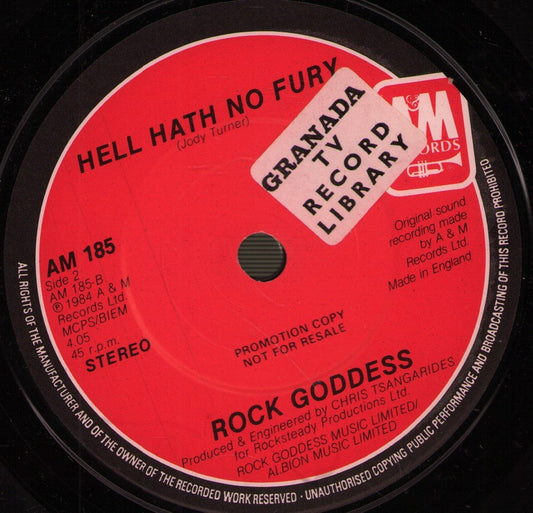 HELL HATH NO FURY
(Jody Turner)
GRANADA
TV
RECORD
LIBRARY
A&M
RECORDS
AM 185
Side 2
AM 185-B
℗ 1984 A & M
Records Ltd.
MCPS/BIEM
4.05
45 r.p.m.
STEREO
Original sound
recording made
by A & M
Records Ltd.
Made in England
PROMOTION COPY
NOT FOR RESALE
ROCK GODDESS
Produced & Engineered by CHRIS TSANGARIDES
for Rocksteady Productions Ltd.
ROCK GODDESS MUSIC LIMITED/
ALBION MUSIC LIMITED
ALL RIGHTS OF THE MANUFACTURER AND OF THE OWNER OF THE RECORDED WORK RESERVED - UNAUTHORISED COPYING PUBLIC PERFORMANCE AND BROADCASTING OF THIS RECORD PROHIBITED